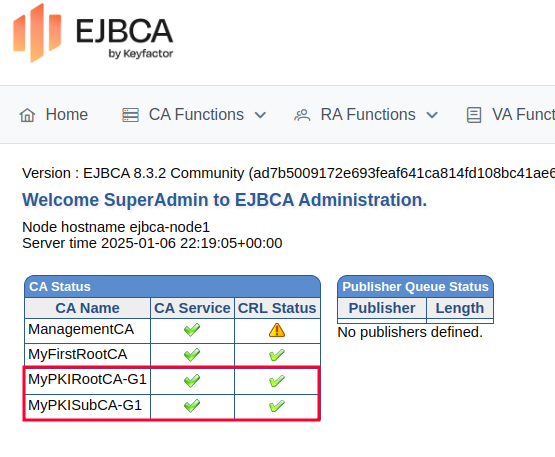 EJBCA
by Keyfactor
Home CA Functions RA Functions VA Funct
Version : EJBCA 8.3.2 Community (ad7b5009172e693feaf641ca814fd108bc41ae6
Welcome SuperAdmin to EJBCA Administration.
Node hostname ejbca-node1
Server time 2025-01-06 22:19:05+00:00
CA Status
CA Name CA Service CRL Status
ManagementCA
MyFirstRootCA
MyPKIRootCA-G1
MyPKISubCA-G1
Publisher Queue Status
Publisher Length
No publishers defined.